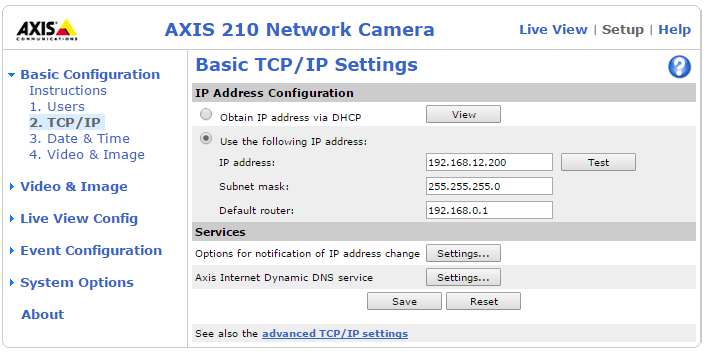 AXIS
COMMUNICATIONS
AXIS 210 Network Camera
Live View | Setup | Help
Basic Configuration
Instructions
1. Users
2. TCP/IP
3. Date & Time
4. Video & Image
Video & Image
Live View Config
Event Configuration
System Options
About
Basic TCP/IP Settings
?
IP Address Configuration
Obtain IP address via DHCP View
Use the following IP address:
IP address: 192.168.12.200 Test
Subnet mask: 255.255.255.0
Default router: 192.168.0.1
Services
Options for notification of IP address change Settings...
Axis Internet Dynamic DNS service Settings...
Save Reset
See also the advanced TCP/IP settings